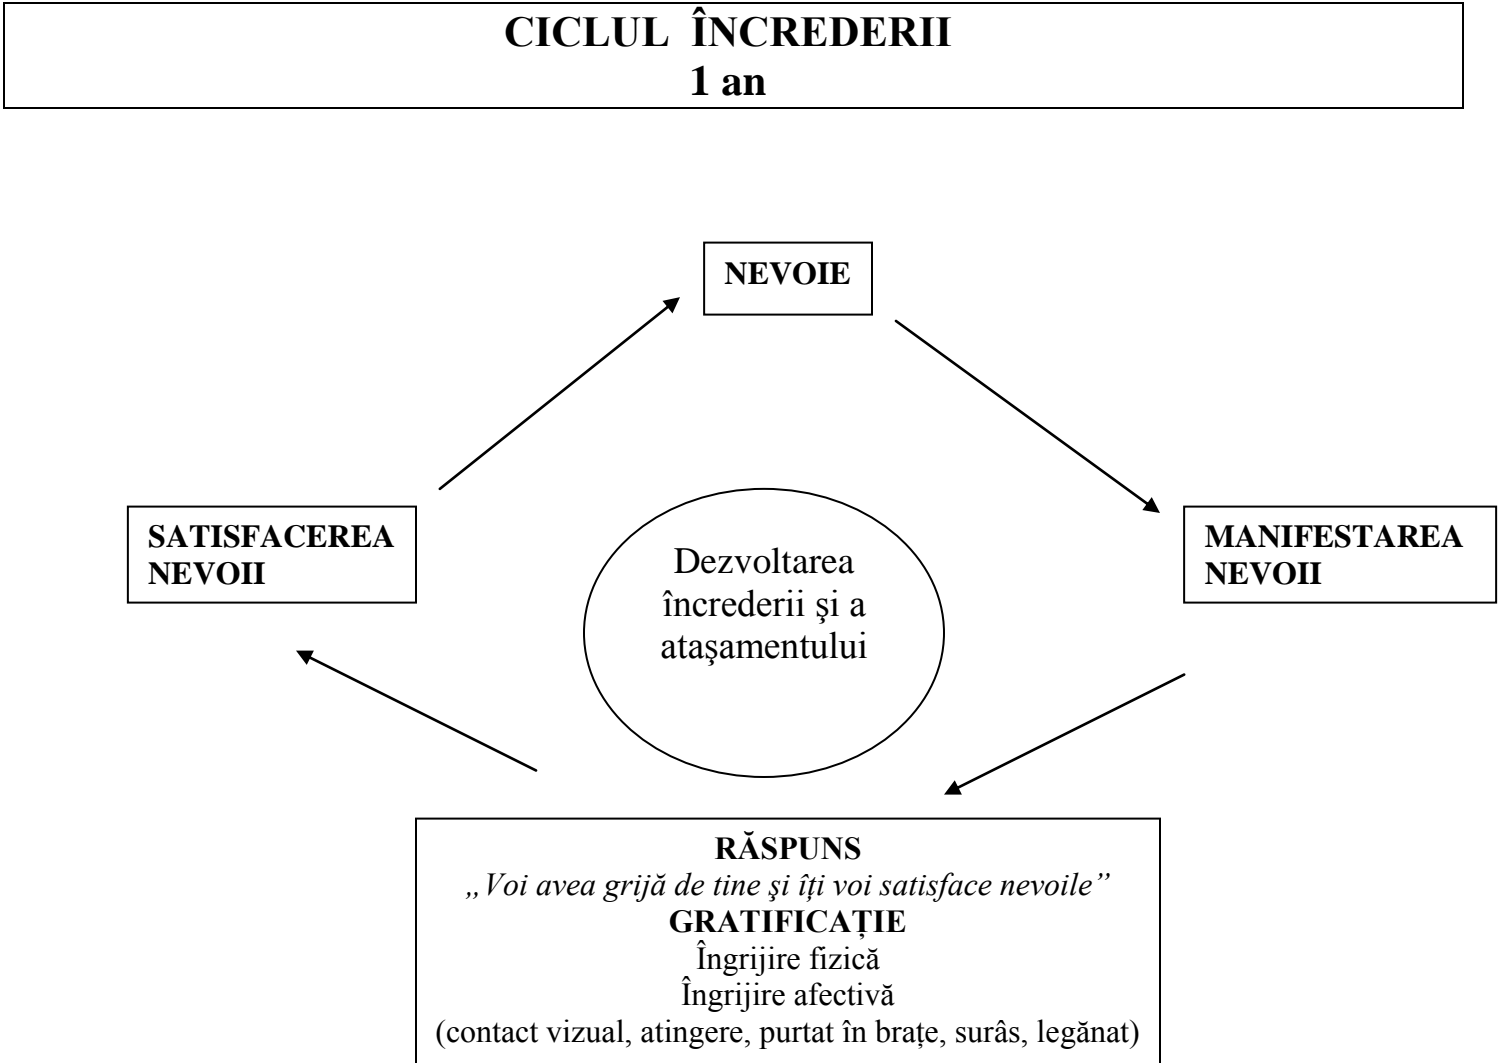 CICLUL ÎNCREDERII
1 an
NEVOIE
SATISFACEREA
NEVOII
Dezvoltarea
încrederii şi a
ataşamentului
MANIFESTAREA
NEVOII
RĂSPUNS
„Voi avea grijă de tine şi îți voi satisface nevoile”
GRATIFICAȚIE
Îngrijire fizică
Îngrijire afectivă
(contact vizual, atingere, purtat în brațe, surâs, legănat)